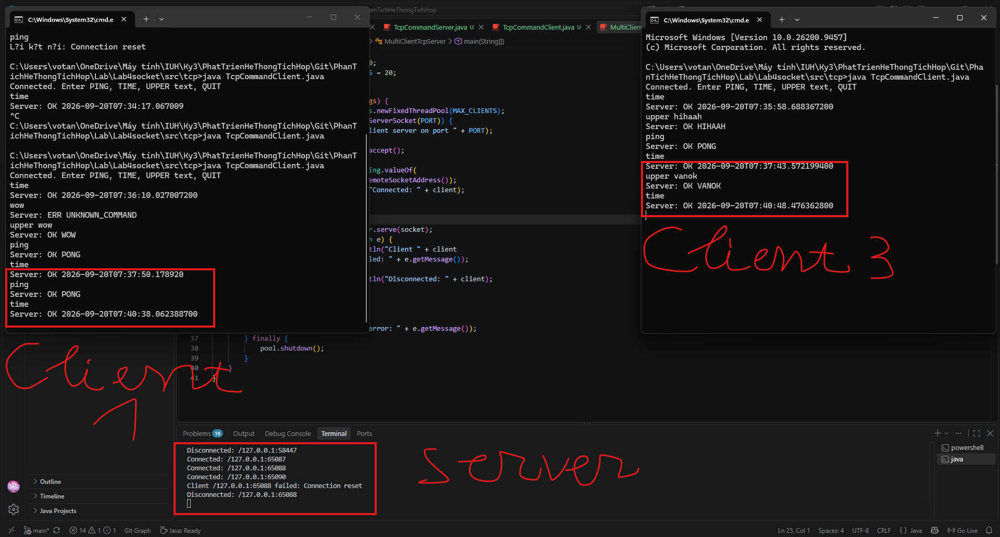 anTichHeThongTichHop
C:\Windows\System32\cmd.e
ping
L?i k?t n?i: Connection reset
C:\Users\votan\OneDrive\Máy tính\IUH\Ky3\PhatTrienHeThongTichHop\Git\PhanT
ichHeThongTichHop\Lab\Lab4socket\src\tcp>java TcpCommandClient.java
Connected. Enter PING, TIME, UPPER text, QUIT
time
Server: OK 2026-09-20T07:34:17.067009
^C
C:\Users\votan\OneDrive\Máy tính\IUH\Ky3\PhatTrienHeThongTichHop\Git\PhanT
ichHeThongTichHop\Lab\Lab4socket\src\tcp>java TcpCommandClient.java
C:\Users\votan\OneDrive\Máy tính\IUH\Ky3\PhatTrienHeThongTichHop\Git\PhanT
ichHeThongTichHop\Lab\Lab4socket\src\tcp>java TcpCommandClient.java
Connected. Enter PING, TIME, UPPER text, QUIT
time
Server: OK 2026-09-20T07:36:10.027007200
wow
Server: ERR UNKNOWN_COMMAND
upper wow
Server: OK WOW
ping
Server: OK PONG
time
Server: OK 2026-09-20T07:37:50.178920
ping
Server: OK PONG
time
Server: OK 2026-09-20T07:40:38.062388700
Client
1
TcpCommandServer.java U
TcpCommandClient.java U
MultiClient
MultiClientTcpServer > main(String[])
0;
S = 20;
gs) {
s.newFixedThreadPool(MAX_CLIENTS);
ServerSocket(PORT)) {
lient server on port " + PORT);
accept();
ing.valueOf(
emoteSocketAddress());
"Connected: " + client);
r.serve(socket);
n e) {
tln("Client " + client
led: " + e.getMessage());
tln("Disconnected: " + client);
error: " + e.getMessage());
37 } finally {
38 pool.shutdown();
39 }
40 }
41 }
C:\Windows\System32\cmd.e
Microsoft Windows [Version 10.0.26200.9457]
(c) Microsoft Corporation. All rights reserved.
C:\Users\votan\OneDrive\Máy tính\IUH\Ky3\PhatTrienHeThongTichHop\Git\Pha
nTichHeThongTichHop\Lab\Lab4socket\src\tcp>java TcpCommandClient.java
Connected. Enter PING, TIME, UPPER text, QUIT
time
Server: OK 2026-09-20T07:35:58.688367200
upper hihaah
Server: OK HIHAAH
ping
Server: OK PONG
time
Server: OK 2026-09-20T07:37:43.572199400
upper vanok
Server: OK VANOK
time
Server: OK 2026-09-20T07:40:48.476362800
Client 3
Problems 16 Output Debug Console Terminal Ports
Disconnected: /127.0.0.1:58447
Connected: /127.0.0.1:65087
Connected: /127.0.0.1:65088
Connected: /127.0.0.1:65090
Client /127.0.0.1:65088 failed: Connection reset
Disconnected: /127.0.0.1:65088
Server
powershell
java
Outline
Timeline
Java Projects
main* 14 1 1 Git Graph Java: Ready
Ln 25, Col 1 Spaces: 4 UTF-8 CRLF {} Java Go Live